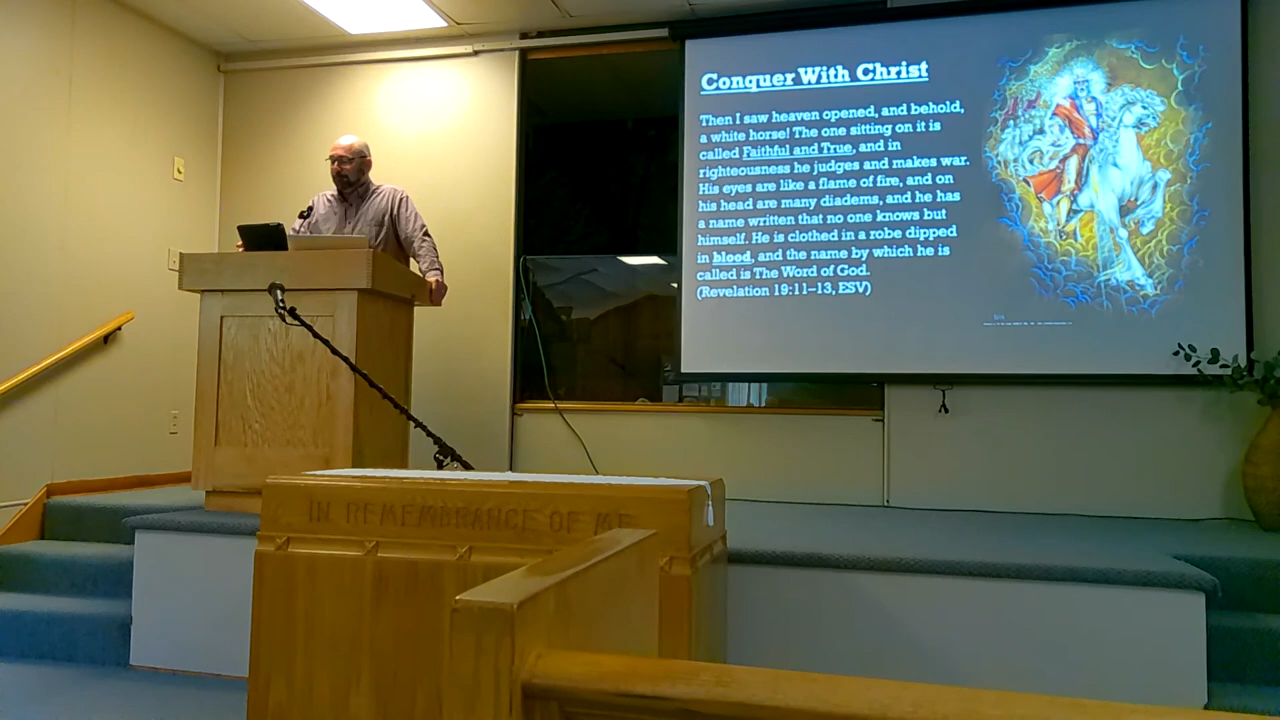 Conquer With Christ
Then I saw heaven opened, and behold,
a white horse! The one sitting on it is
called Faithful and True, and in
righteousness he judges and makes war.
His eyes are like a flame of fire, and on
his head are many diadems, and he has
a name written that no one knows but
himself. He is clothed in a robe dipped
in blood, and the name by which he is
called is The Word of God.
(Revelation 19:11–13, ESV)
IN REMEMBRANCE OF ME